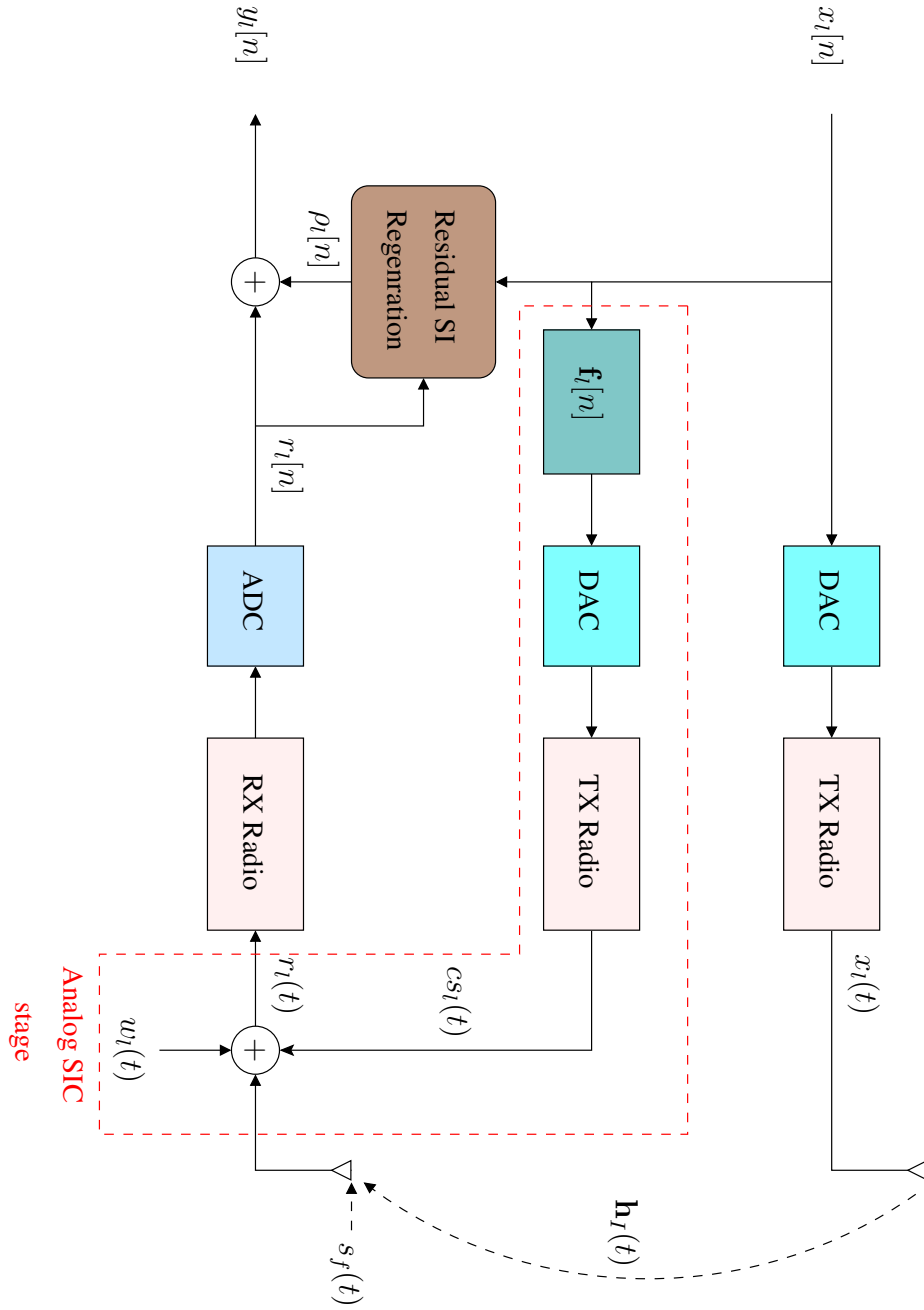 x_l[n]
DAC
TX Radio
x_l(t)
f_l[n]
DAC
TX Radio
cs_l(t)
h_I(t)
Residual SI
Regenration
ρ_l[n]
y_l[n]
+
r_l[n]
ADC
RX Radio
r_l(t)
+
s_f(t)
w_l(t)
Analog SIC
stage